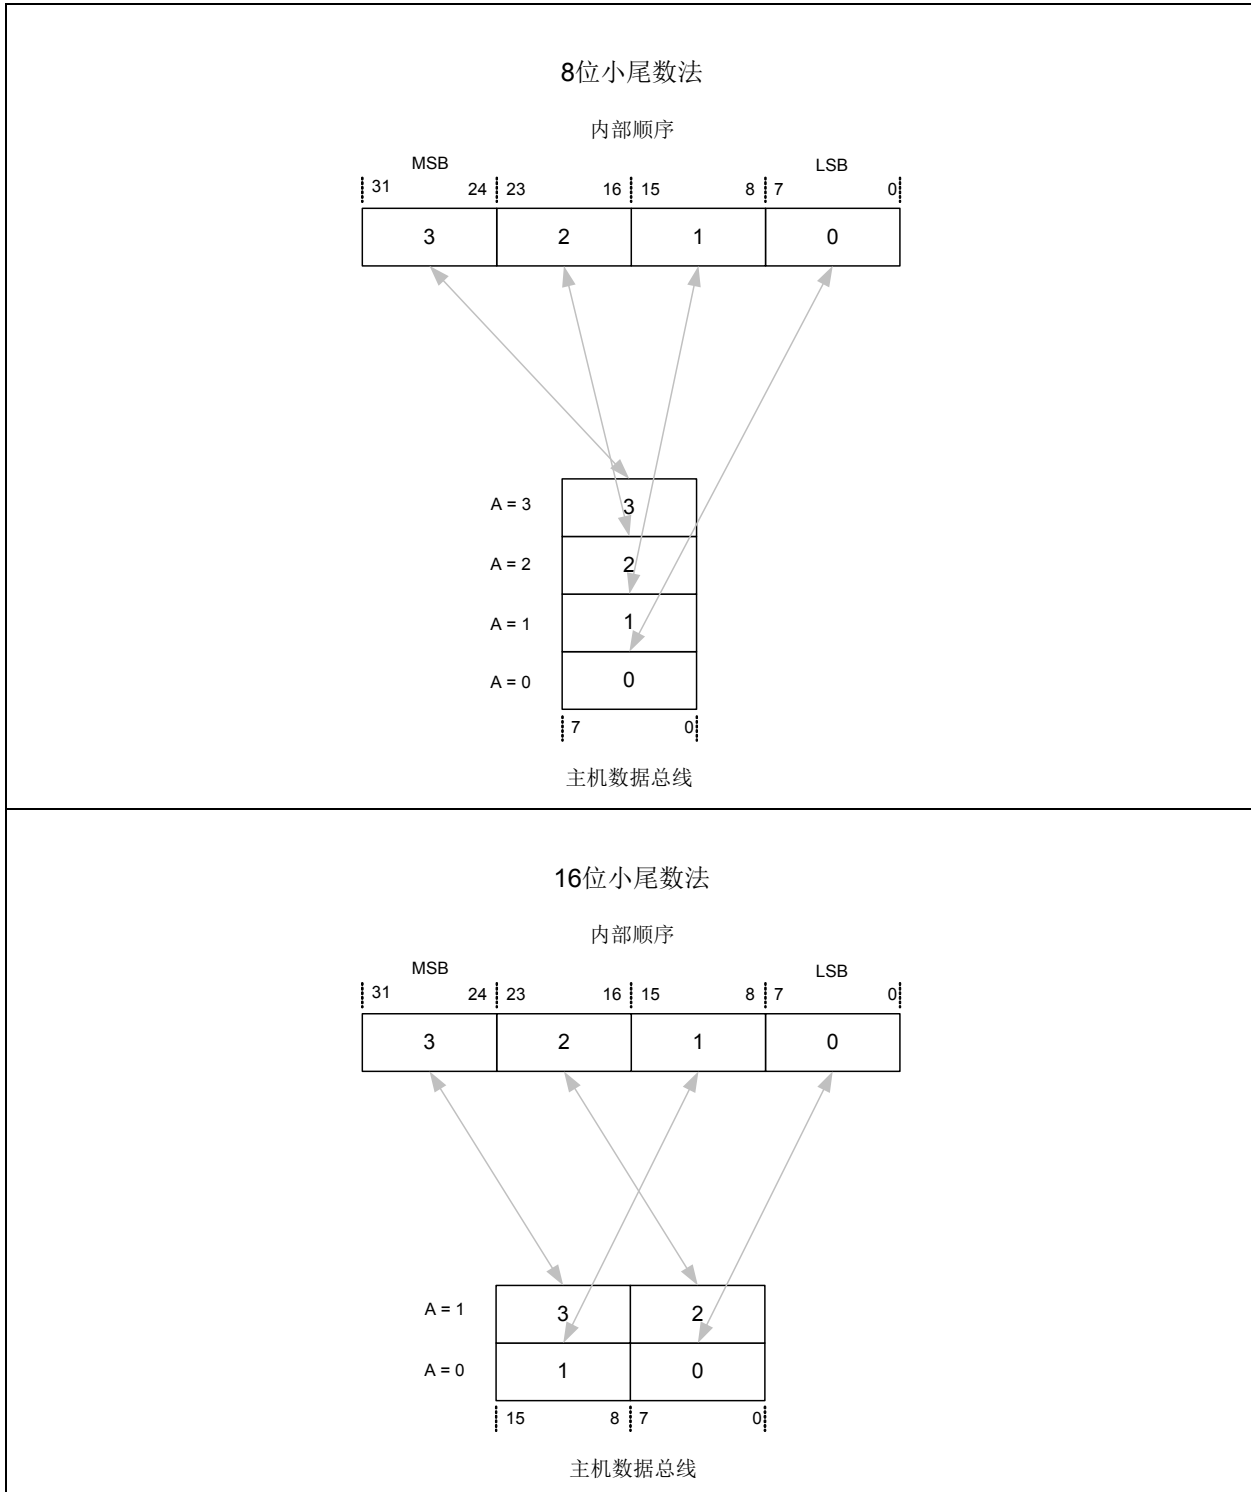 8位小尾数法
内部顺序
MSB LSB
31 24 23 16 15 8 7 0
3 2 1 0
A = 3 3
A = 2 2
A = 1 1
A = 0 0
7 0
主机数据总线
16位小尾数法
内部顺序
MSB LSB
31 24 23 16 15 8 7 0
3 2 1 0
A = 1 3 2
A = 0 1 0
15 8 7 0
主机数据总线